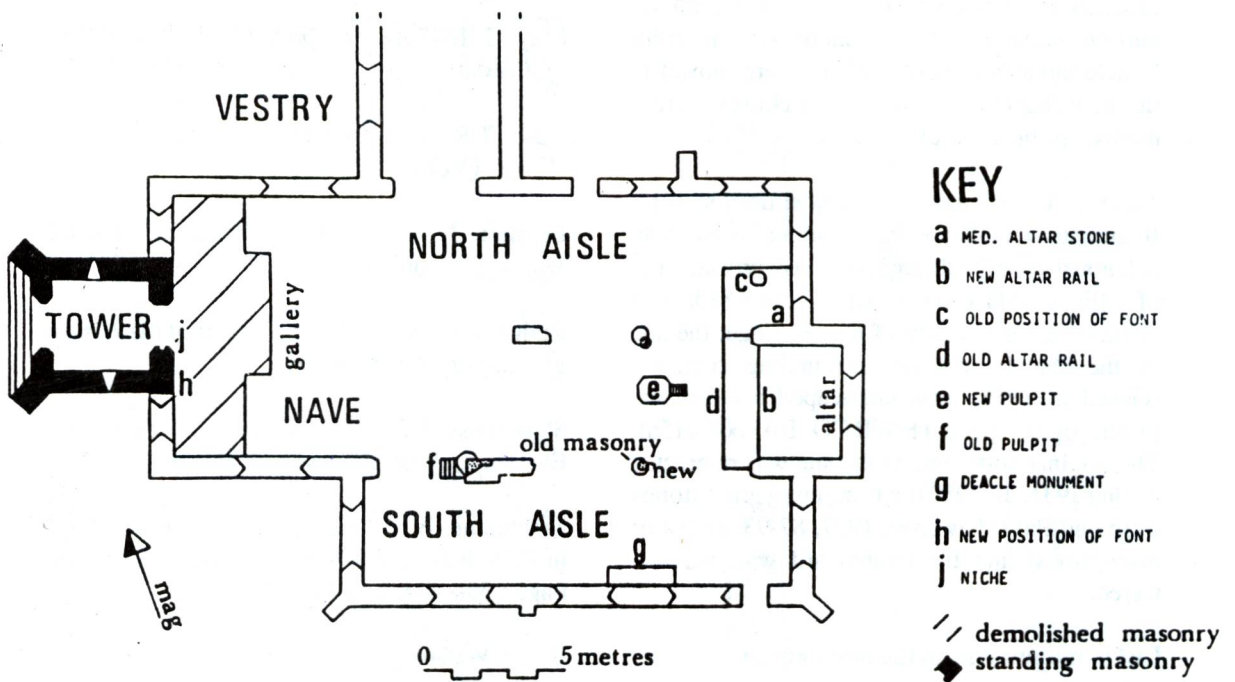 VESTRY
NORTH AISLE
TOWER
j
h
gallery
NAVE
c
a
e
d
b
altar
old masonry
new
f
SOUTH AISLE
g
mag
0 5 metres
KEY
a MED. ALTAR STONE
b NEW ALTAR RAIL
c OLD POSITION OF FONT
d OLD ALTAR RAIL
e NEW PULPIT
f OLD PULPIT
g DEACLE MONUMENT
h NEW POSITION OF FONT
j NICHE
demolished masonry
standing masonry